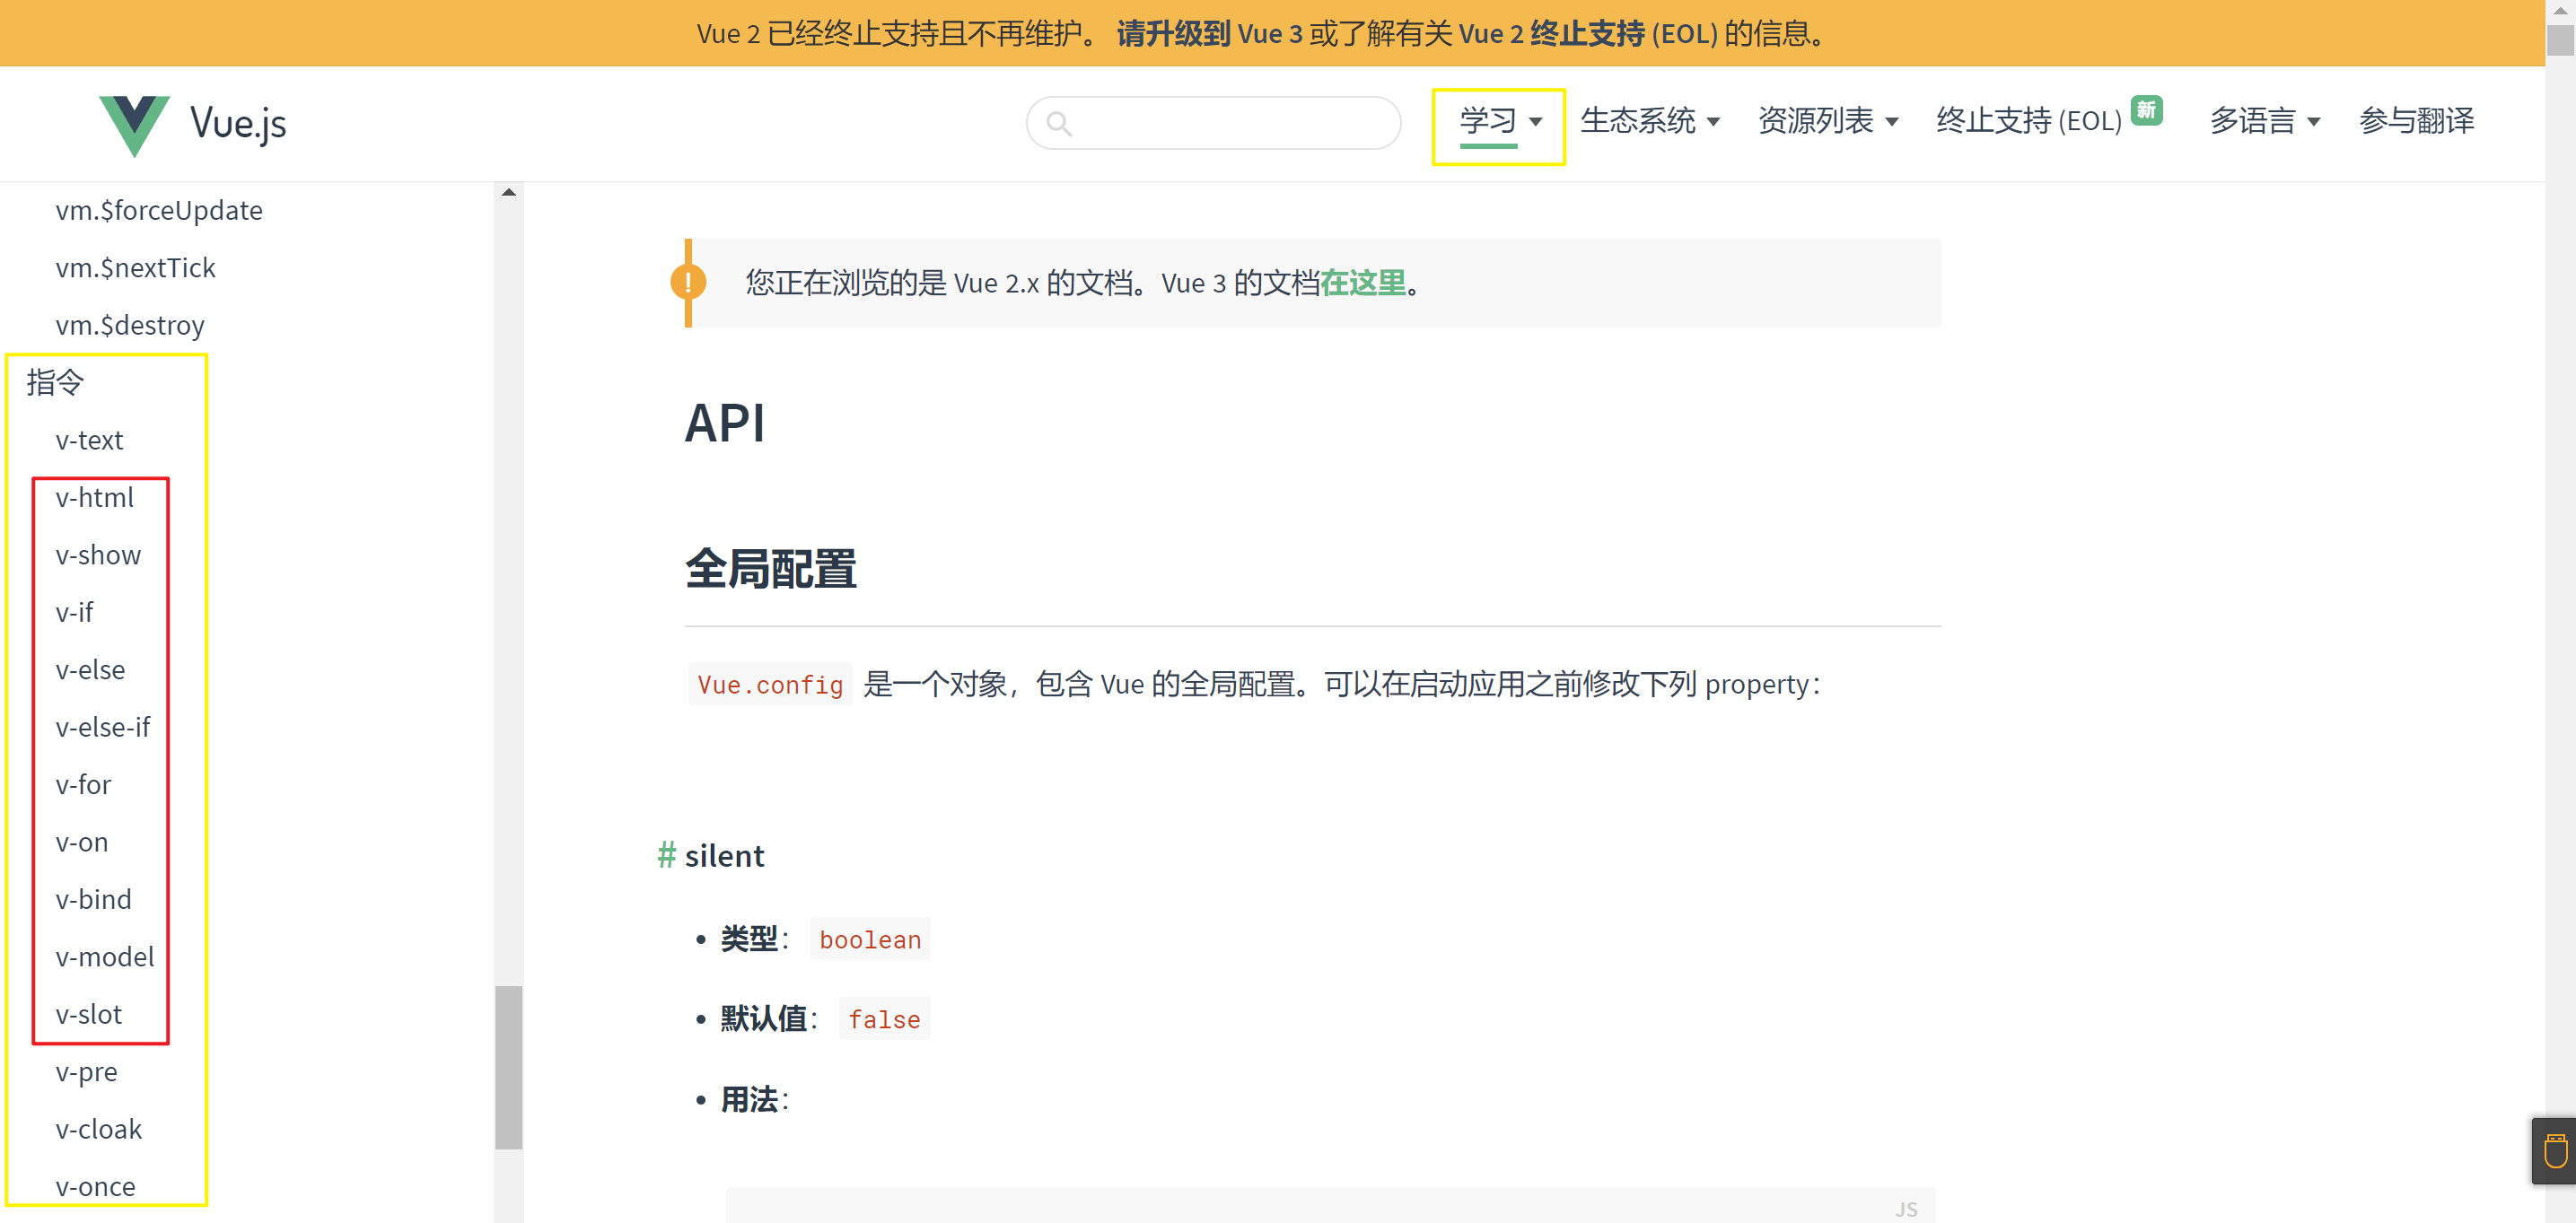 Vue 2 已经终止支持且不再维护。 请升级到 Vue 3 或了解有关 Vue 2 终止支持 (EOL) 的信息。
Vue.js
学习
生态系统
资源列表
终止支持 (EOL) 新
多语言
参与翻译
vm.$forceUpdate
vm.$nextTick
vm.$destroy
指令
v-text
v-html
v-show
v-if
v-else
v-else-if
v-for
v-on
v-bind
v-model
v-slot
v-pre
v-cloak
v-once
!
您正在浏览的是 Vue 2.x 的文档。Vue 3 的文档在这里。
API
全局配置
Vue.config 是一个对象，包含 Vue 的全局配置。可以在启动应用之前修改下列 property：
# silent
• 类型： boolean
• 默认值： false
• 用法：
JS